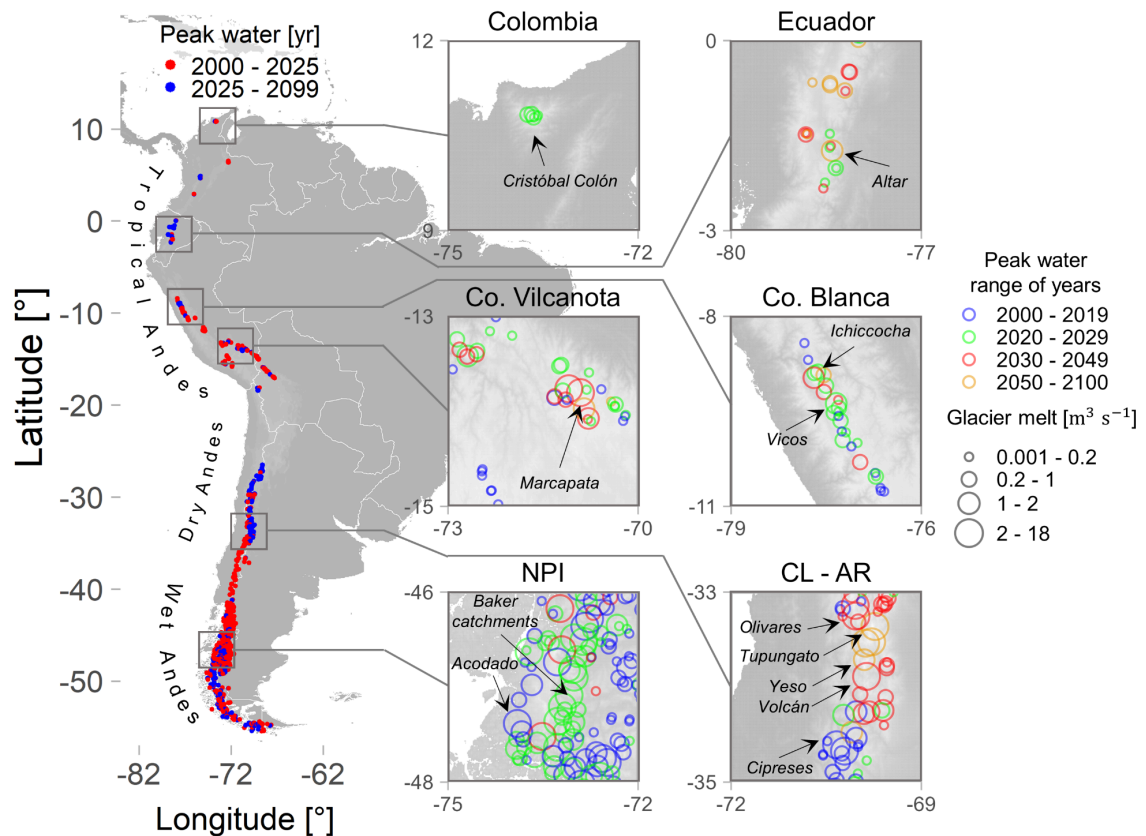 Peak water [yr]
2000 - 2025
2025 - 2099
Latitude [°]
10
0
-10
-20
-30
-40
-50
-82
-72
-62
Longitude [°]
Tropical Andes
Dry Andes
Wet Andes
Colombia
12
9
-75
-72
Cristóbal Colón
Ecuador
0
-3
-80
-77
Altar
Co. Vilcanota
-13
-15
-73
-70
Marcapata
Co. Blanca
-8
-11
-79
-76
Ichiccocha
Vicos
NPI
-46
-48
-75
-72
Baker
catchments
Acodado
CL - AR
-33
-35
-72
-69
Olivares
Tupungato
Yeso
Volcán
Cipreses
Peak water
range of years
2000 - 2019
2020 - 2029
2030 - 2049
2050 - 2100
Glacier melt [m³ s⁻¹]
0.001 - 0.2
0.2 - 1
1 - 2
2 - 18